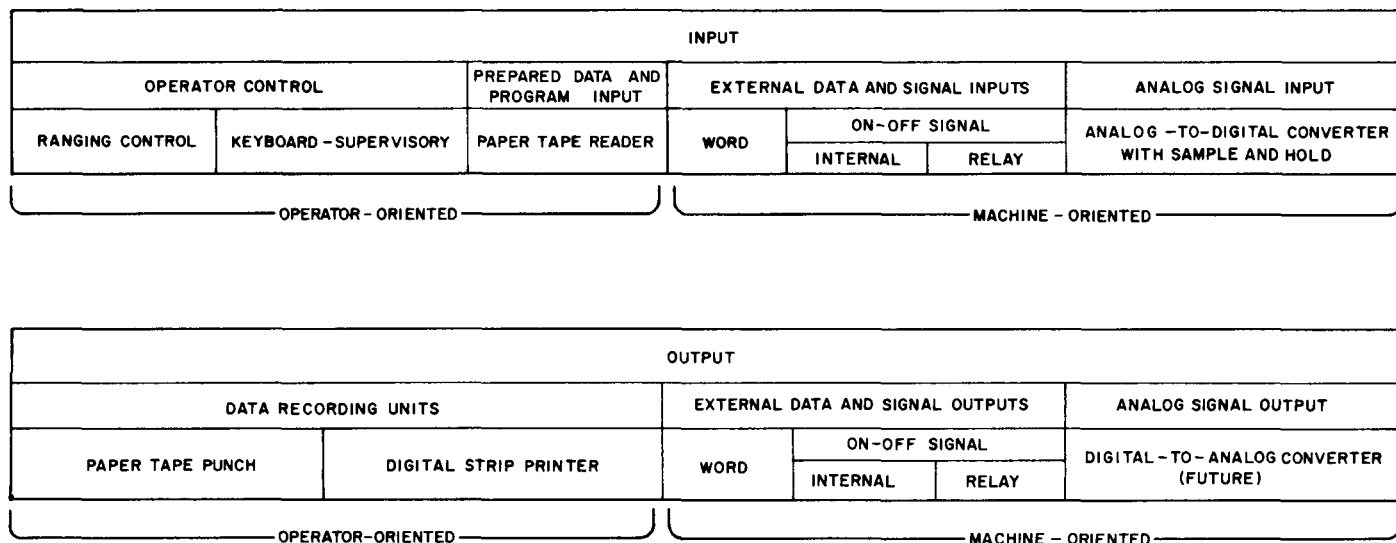 INPUT
OPERATOR CONTROL
PREPARED DATA AND
PROGRAM INPUT
EXTERNAL DATA AND SIGNAL INPUTS
ANALOG SIGNAL INPUT
RANGING CONTROL
KEYBOARD - SUPERVISORY
PAPER TAPE READER
WORD
ON-OFF SIGNAL
INTERNAL
RELAY
ANALOG -TO-DIGITAL CONVERTER
WITH SAMPLE AND HOLD
OPERATOR - ORIENTED
MACHINE - ORIENTED
OUTPUT
DATA RECORDING UNITS
EXTERNAL DATA AND SIGNAL OUTPUTS
ANALOG SIGNAL OUTPUT
PAPER TAPE PUNCH
DIGITAL STRIP PRINTER
WORD
ON-OFF SIGNAL
INTERNAL
RELAY
DIGITAL - TO - ANALOG CONVERTER
(FUTURE)
OPERATOR-ORIENTED
MACHINE - ORIENTED